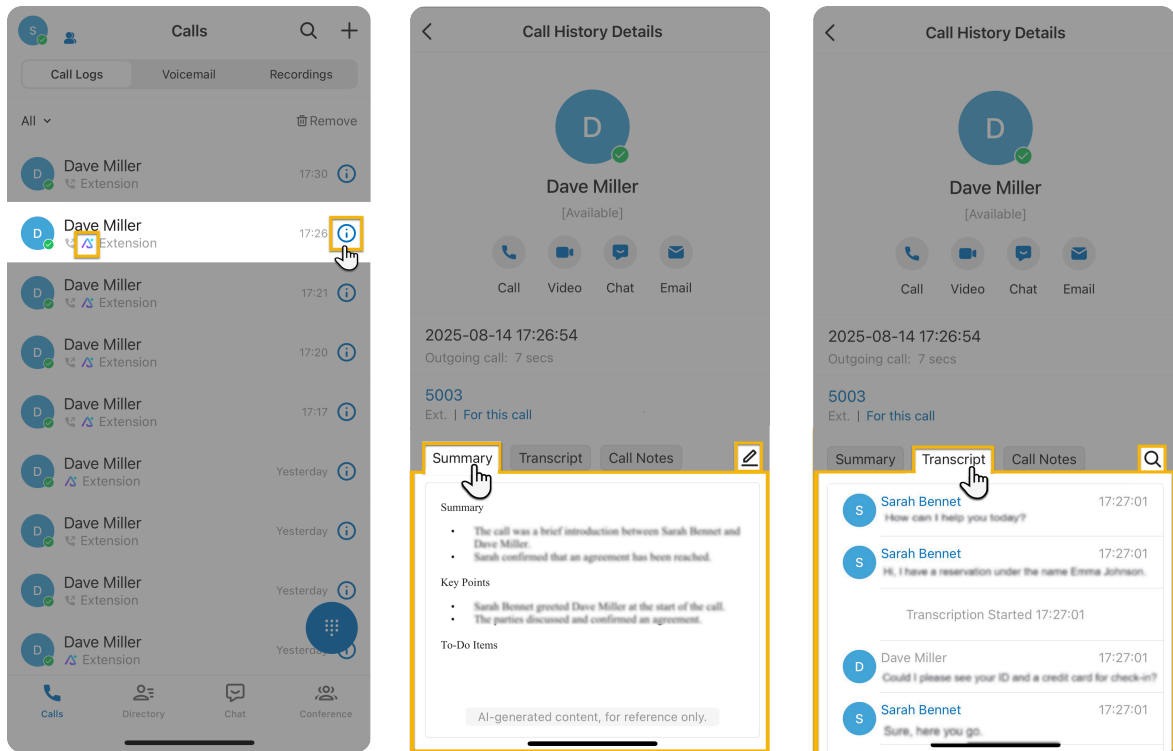 S
Calls
Call Logs Voicemail Recordings
All Remove
D Dave Miller 17:30
Extension
D Dave Miller 17:26
Extension
D Dave Miller 17:21
Extension
D Dave Miller 17:20
Extension
D Dave Miller 17:17
Extension
D Dave Miller Yesterday
Extension
D Dave Miller Yesterday
Extension
D Dave Miller Yesterday
Extension
D Dave Miller
Extension
Calls Directory Chat Conference
Call History Details
D
Dave Miller
[Available]
Call Video Chat Email
2025-08-14 17:26:54
Outgoing call: 7 secs
5003
Ext. | For this call
Summary Transcript Call Notes
Summary
• The call was a brief introduction between Sarah Bennet and
Dave Miller.
• Sarah confirmed that an agreement has been reached.
Key Points
• Sarah Bennet greeted Dave Miller at the start of the call.
• The parties discussed and confirmed an agreement.
To-Do Items
AI-generated content, for reference only.
Call History Details
D
Dave Miller
[Available]
Call Video Chat Email
2025-08-14 17:26:54
Outgoing call: 7 secs
5003
Ext. | For this call
Summary Transcript Call Notes
S Sarah Bennet 17:27:01
How can I help you today?
S Sarah Bennet 17:27:01
Hi, I have a reservation under the name Emma Johnson.
Transcription Started 17:27:01
D Dave Miller 17:27:01
Could I please see your ID and a credit card for check-in?
S Sarah Bennet 17:27:01
Sure, here you go.